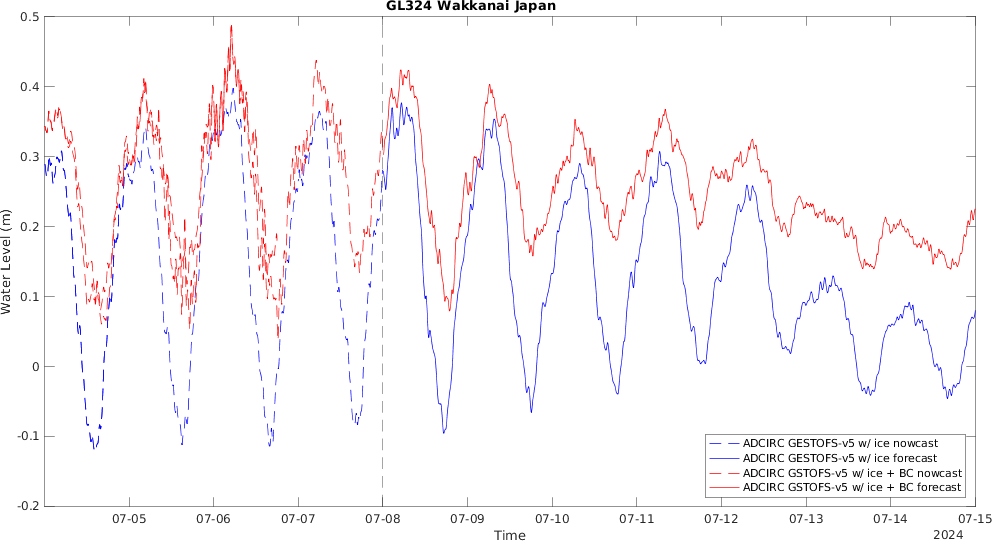 GL324 Wakkanai Japan
0.5
0.4
0.3
0.2
0.1
0
-0.1
-0.2
Water Level (m)
ADCIRC GESTOFS-v5 w/ ice nowcast
ADCIRC GESTOFS-v5 w/ ice forecast
ADCIRC GSTOFS-v5 w/ ice + BC nowcast
ADCIRC GSTOFS-v5 w/ ice + BC forecast
07-05 07-06 07-07 07-08 07-09 07-10 07-11 07-12 07-13 07-14 07-15
Time
2024